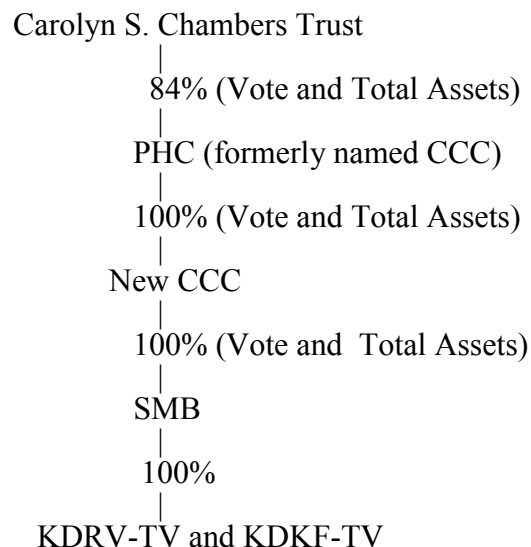 Carolyn S. Chambers Trust
84% (Vote and Total Assets)
PHC (formerly named CCC)
100% (Vote and Total Assets)
New CCC
100% (Vote and Total Assets)
SMB
100%
KDRV-TV and KDKF-TV